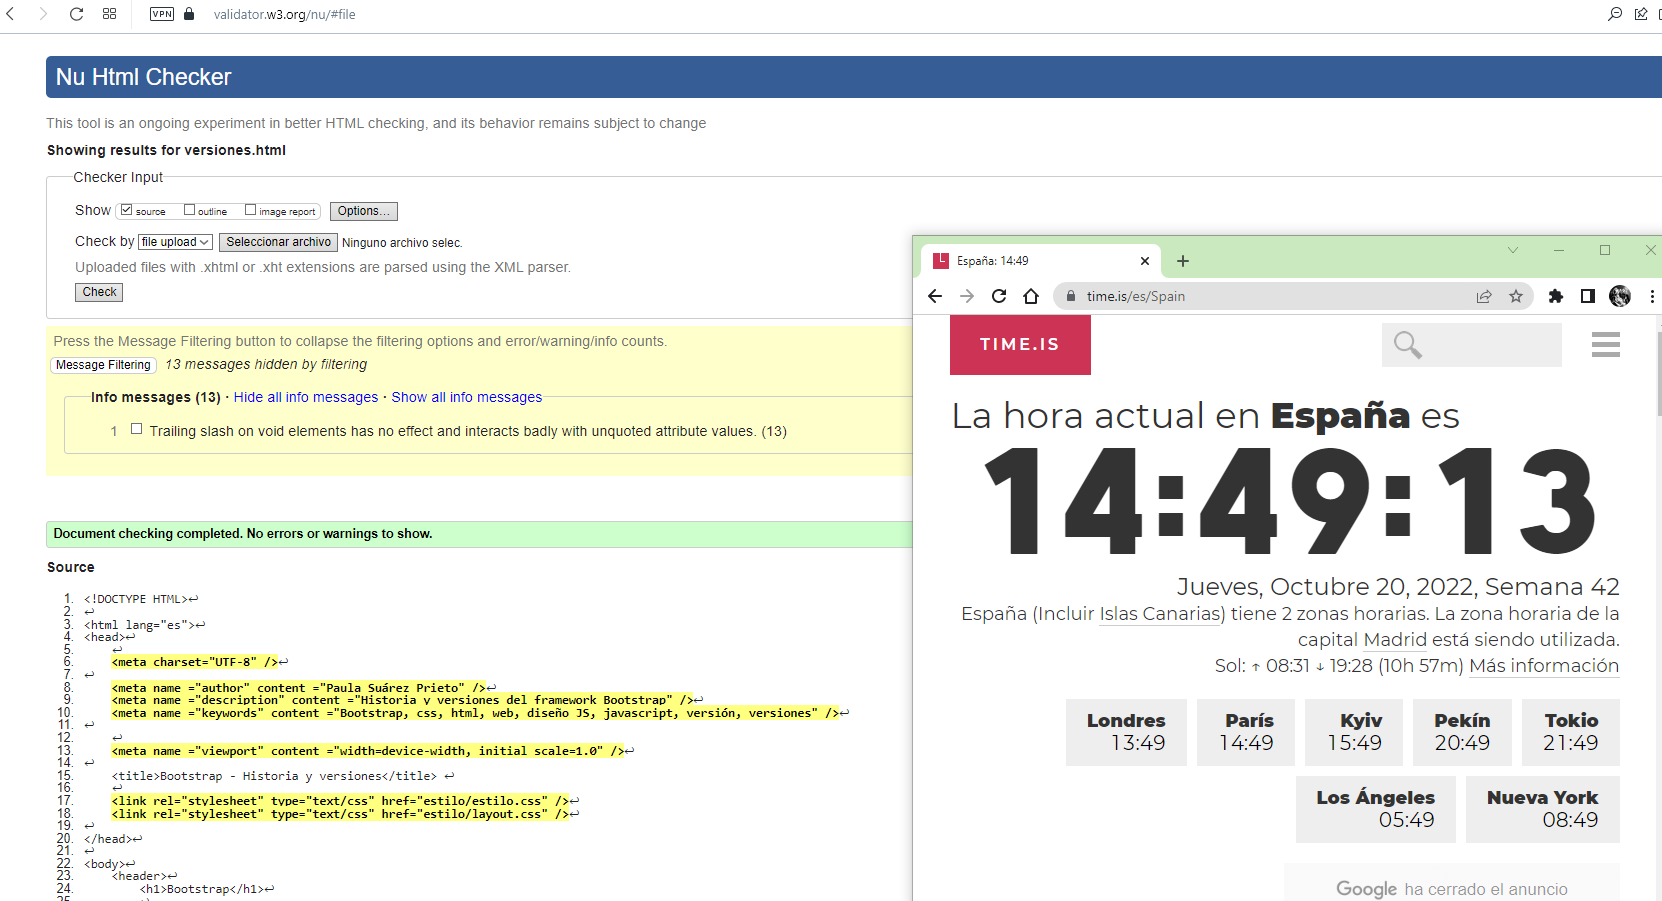 VPN validator.w3.org/nu/#file
Nu Html Checker
This tool is an ongoing experiment in better HTML checking, and its behavior remains subject to change
Showing results for versiones.html
Checker Input
Show source outline image report Options...
Check by file upload Seleccionar archivo Ninguno archivo selec.
Uploaded files with .xhtml or .xht extensions are parsed using the XML parser.
Check
Press the Message Filtering button to collapse the filtering options and error/warning/info counts.
Message Filtering 13 messages hidden by filtering
Info messages (13) · Hide all info messages · Show all info messages
1 Trailing slash on void elements has no effect and interacts badly with unquoted attribute values. (13)
Document checking completed. No errors or warnings to show.
Source
1. <!DOCTYPE HTML>↩
2. ↩
3. <html lang="es">↩
4. <head>↩
5. ↩
6. <meta charset="UTF-8" />↩
7. ↩
8. <meta name ="author" content ="Paula Suárez Prieto" />↩
9. <meta name ="description" content ="Historia y versiones del framework Bootstrap" />↩
10. <meta name ="keywords" content ="Bootstrap, css, html, web, diseño JS, javascript, versión, versiones" />↩
11. ↩
12. ↩
13. <meta name ="viewport" content ="width=device-width, initial scale=1.0" />↩
14. ↩
15. <title>Bootstrap - Historia y versiones</title> ↩
16. ↩
17. <link rel="stylesheet" type="text/css" href="estilo/estilo.css" />↩
18. <link rel="stylesheet" type="text/css" href="estilo/layout.css" />↩
19. ↩
20. </head>↩
21. ↩
22. <body>↩
23. <header>↩
24. <h1>Bootstrap</h1>↩
España: 14:49
time.is/es/Spain
TIME.IS
La hora actual en España es
14:49:13
Jueves, Octubre 20, 2022, Semana 42
España (Incluir Islas Canarias) tiene 2 zonas horarias. La zona horaria de la
capital Madrid está siendo utilizada.
Sol: ↑ 08:31 ↓ 19:28 (10h 57m) Más información
Londres París Kyiv Pekín Tokio
13:49 14:49 15:49 20:49 21:49
Los Ángeles Nueva York
05:49 08:49
Google ha cerrado el anuncio